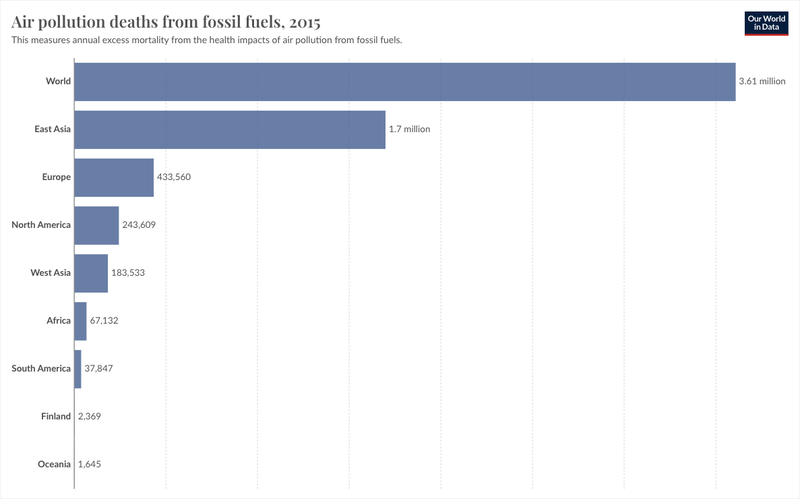 Air pollution deaths from fossil fuels, 2015
This measures annual excess mortality from the health impacts of air pollution from fossil fuels.
Our World
in Data
World 3.61 million
East Asia 1.7 million
Europe 433,560
North America 243,609
West Asia 183,533
Africa 67,132
South America 37,847
Finland 2,369
Oceania 1,645